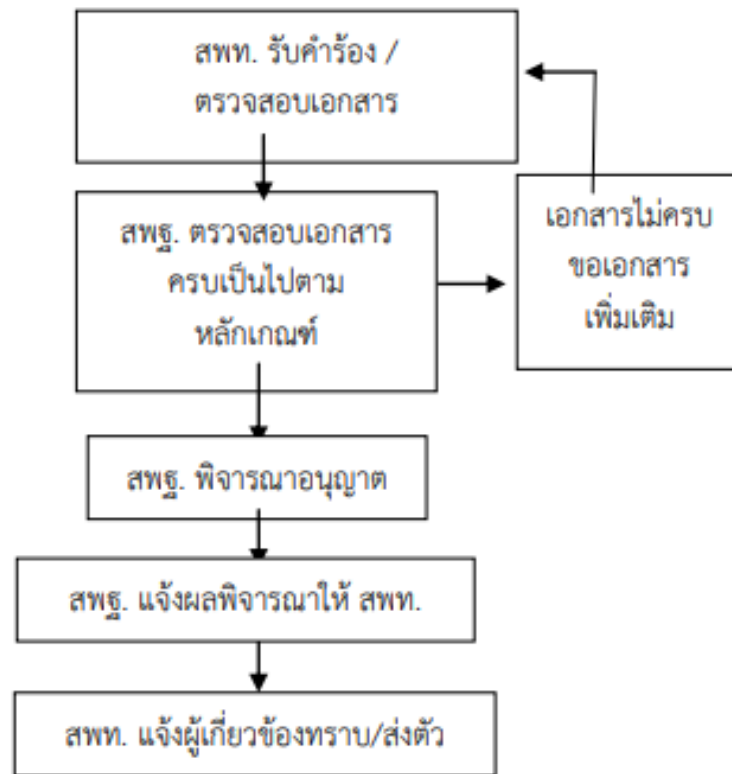 สพท. รับคำร้อง /
ตรวจสอบเอกสาร
สพฐ. ตรวจสอบเอกสาร
ครบเป็นไปตาม
หลักเกณฑ์
เอกสารไม่ครบ
ขอเอกสาร
เพิ่มเติม
สพฐ. พิจารณาอนุญาต
สพฐ. แจ้งผลพิจารณาให้ สพท.
สพท. แจ้งผู้เกี่ยวข้องทราบ/ส่งตัว